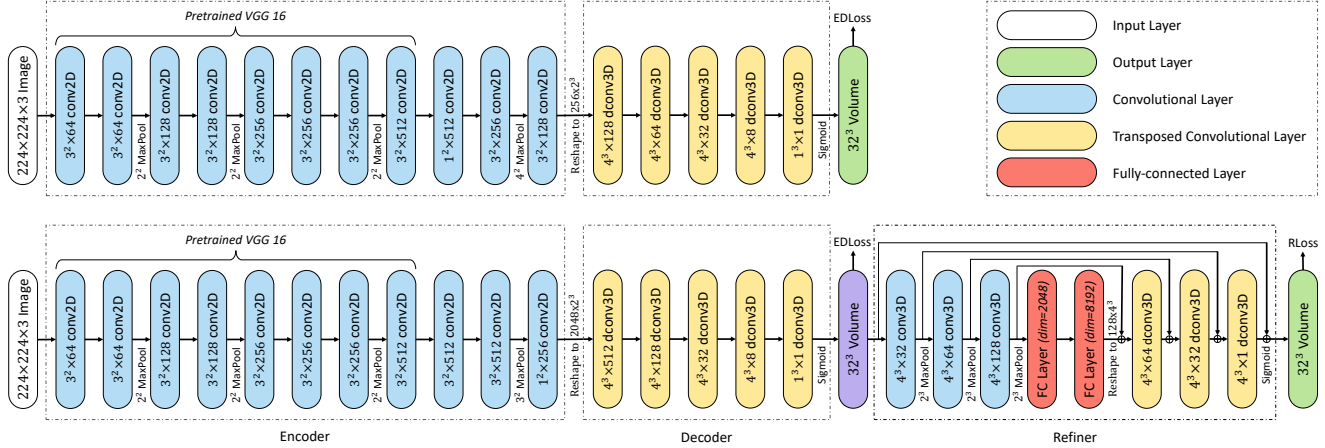 Pretrained VGG 16
224×224×3 Image
3²×64 conv2D
3²×64 conv2D
2² MaxPool
3²×128 conv2D
3²×128 conv2D
2² MaxPool
3²×256 conv2D
3²×256 conv2D
3²×256 conv2D
2² MaxPool
3²×512 conv2D
1²×512 conv2D
3²×256 conv2D
4² MaxPool
3²×128 conv2D
Reshape to 256x2³
4³×128 dconv3D
4³×64 dconv3D
4³×32 dconv3D
4³×8 dconv3D
1³×1 dconv3D
Sigmoid
EDLoss
32³ Volume
Input Layer
Output Layer
Convolutional Layer
Transposed Convolutional Layer
Fully-connected Layer
Pretrained VGG 16
224×224×3 Image
3²×64 conv2D
3²×64 conv2D
2² MaxPool
3²×128 conv2D
3²×128 conv2D
2² MaxPool
3²×256 conv2D
3²×256 conv2D
3²×256 conv2D
2² MaxPool
3²×512 conv2D
3²×512 conv2D
3²×512 conv2D
3² MaxPool
1²×256 conv2D
Reshape to 2048x2³
4³×512 dconv3D
4³×128 dconv3D
4³×32 dconv3D
4³×8 dconv3D
1³×1 dconv3D
Sigmoid
EDLoss
32³ Volume
4³×32 conv3D
2³ MaxPool
4³×64 conv3D
2³ MaxPool
4³×128 conv3D
2³ MaxPool
FC Layer (dim=2048)
FC Layer (dim=8192)
Reshape to 128x4³
4³×64 dconv3D
4³×32 dconv3D
4³×1 dconv3D
Sigmoid
RLoss
32³ Volume
Encoder
Decoder
Refiner